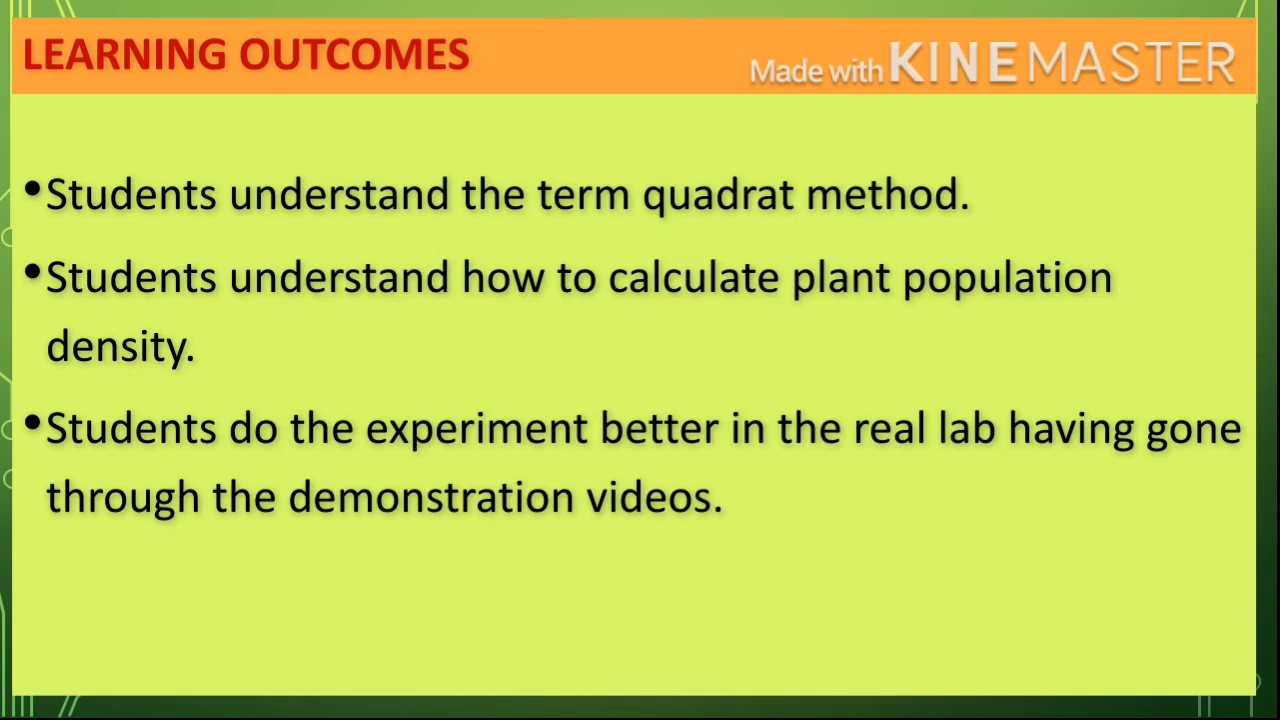 LEARNING OUTCOMES
Made with KINEMASTER
•Students understand the term quadrat method.
•Students understand how to calculate plant population
density.
•Students do the experiment better in the real lab having gone
through the demonstration videos.